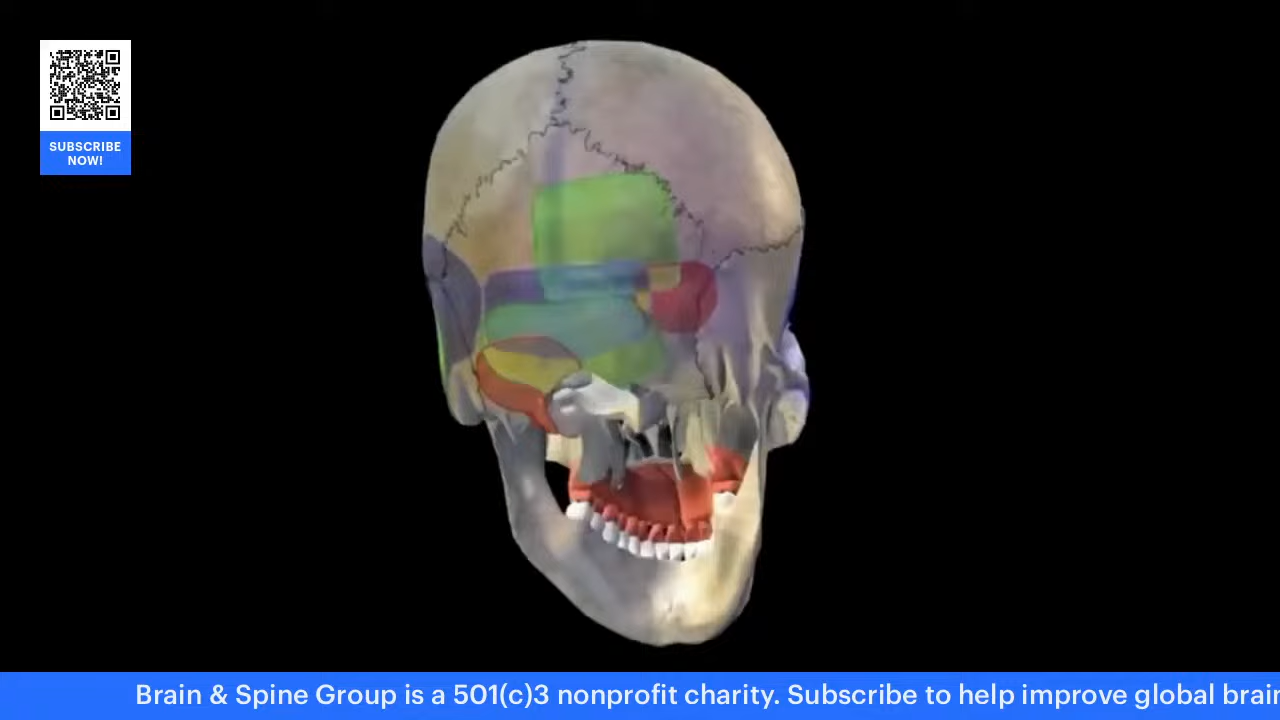 SUBSCRIBE
NOW!
Brain & Spine Group is a 501(c)3 nonprofit charity. Subscribe to help improve global brain